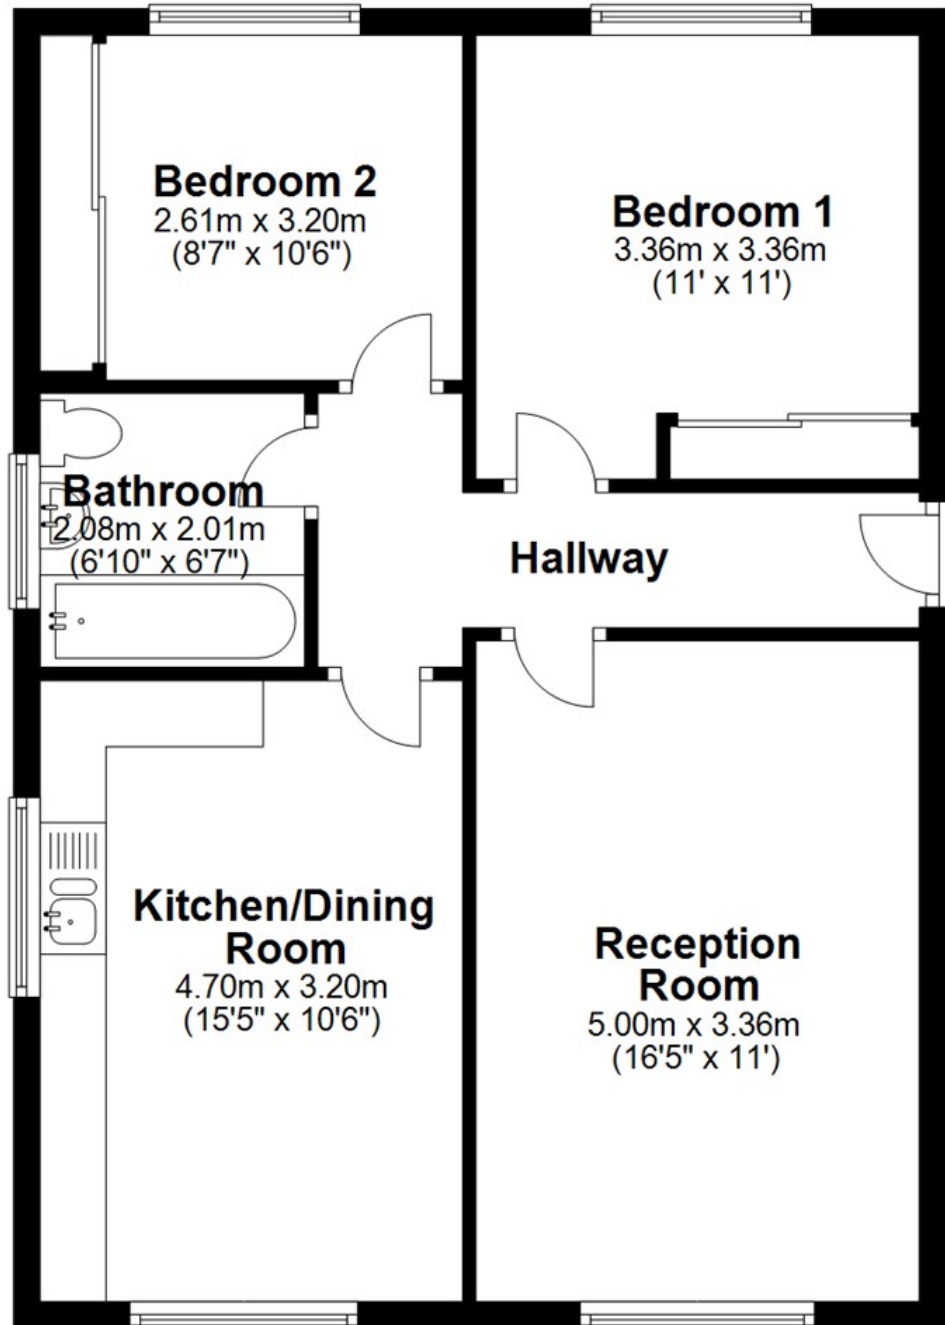 Bedroom 2
2.61m x 3.20m
(8'7" x 10'6")
Bedroom 1
3.36m x 3.36m
(11' x 11')
Bathroom
2.08m x 2.01m
(6'10" x 6'7")
Hallway
Kitchen/Dining
Room
4.70m x 3.20m
(15'5" x 10'6")
Reception
Room
5.00m x 3.36m
(16'5" x 11')